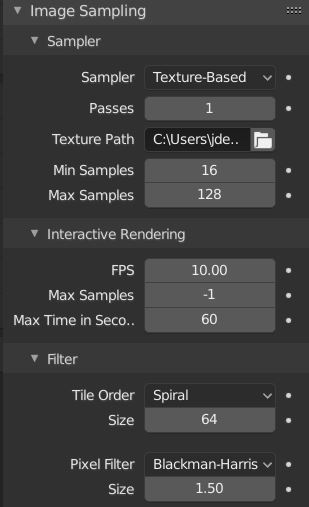 Image Sampling
Sampler
Sampler Texture-Based
Passes 1
Texture Path C:\Users\jde..
Min Samples 16
Max Samples 128
Interactive Rendering
FPS 10.00
Max Samples -1
Max Time in Seco.. 60
Filter
Tile Order Spiral
Size 64
Pixel Filter Blackman-Harris
Size 1.50